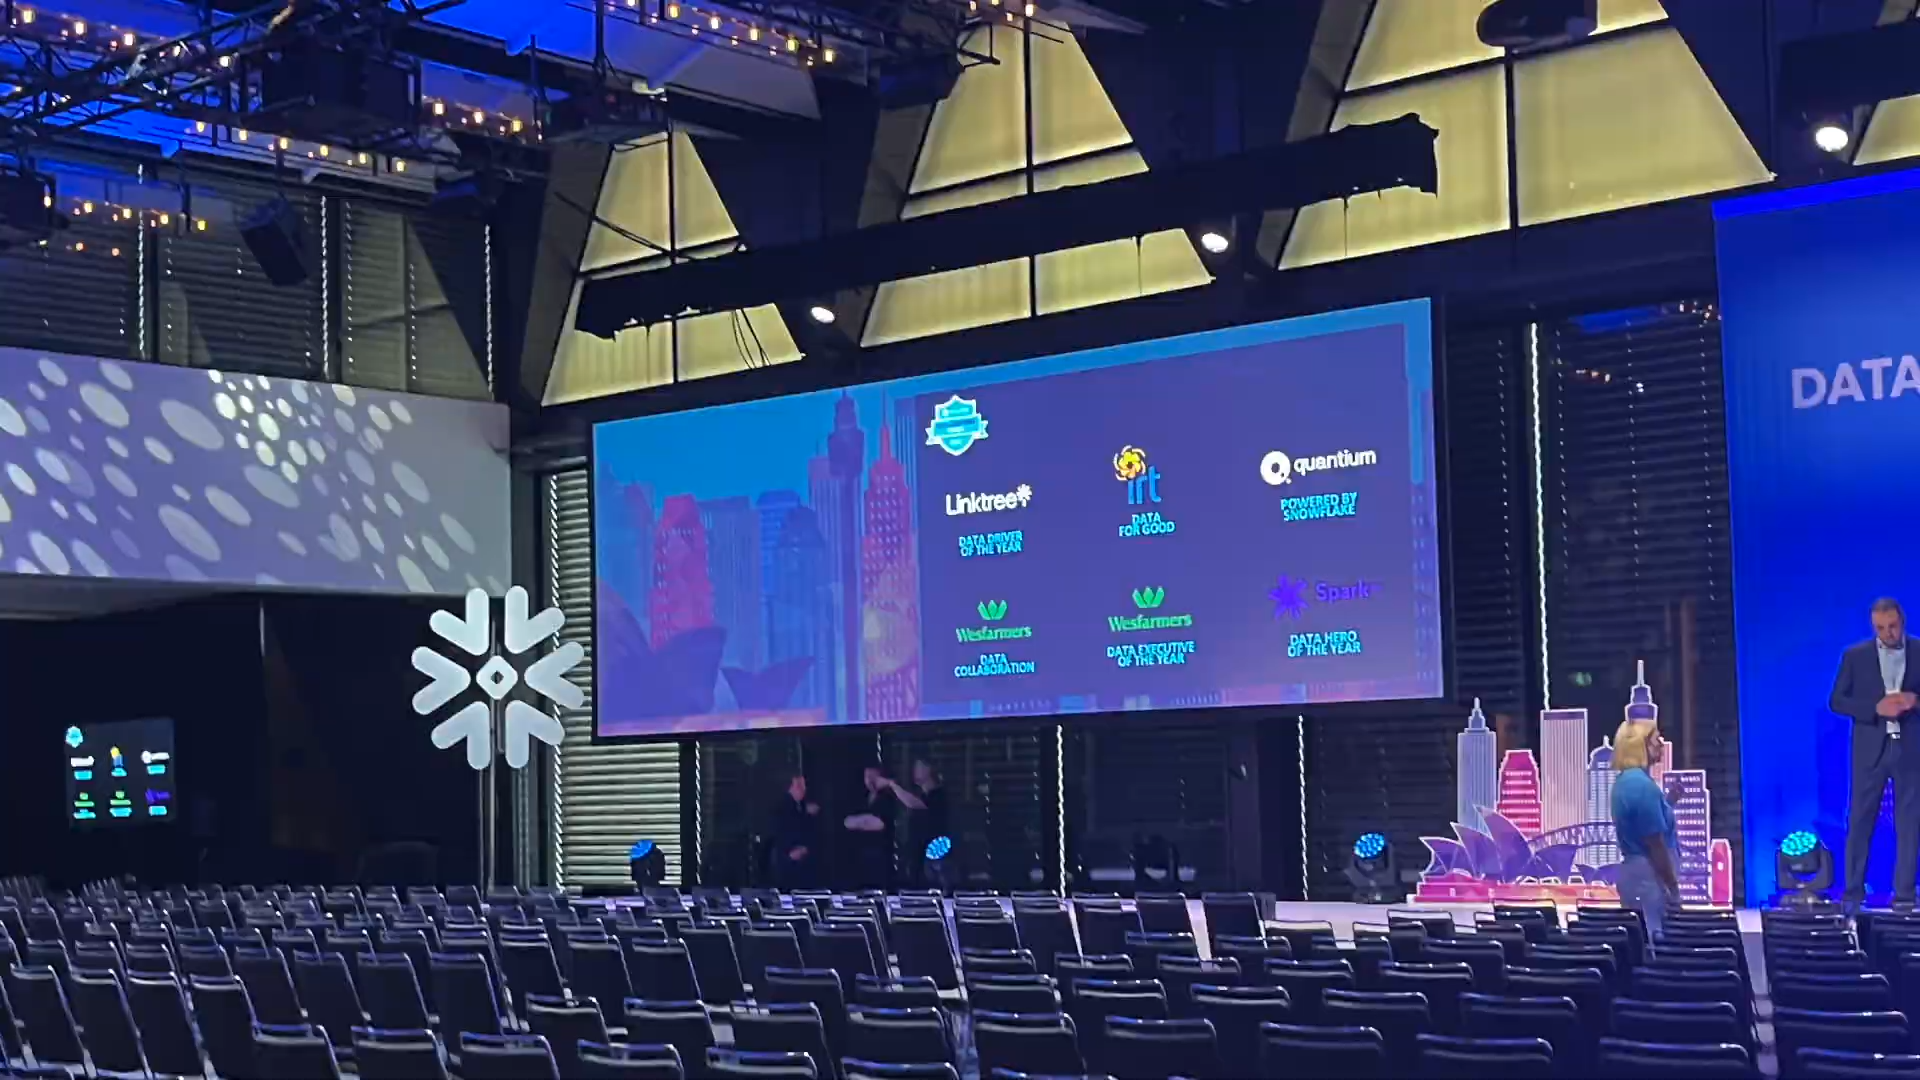 Linktree
DATA DRIVER
OF THE YEAR
irt
DATA
FOR GOOD
quantium
POWERED BY
SNOWFLAKE
Wesfarmers
DATA
COLLABORATION
Wesfarmers
DATA EXECUTIVE
OF THE YEAR
Spark
DATA HERO
OF THE YEAR
DATA